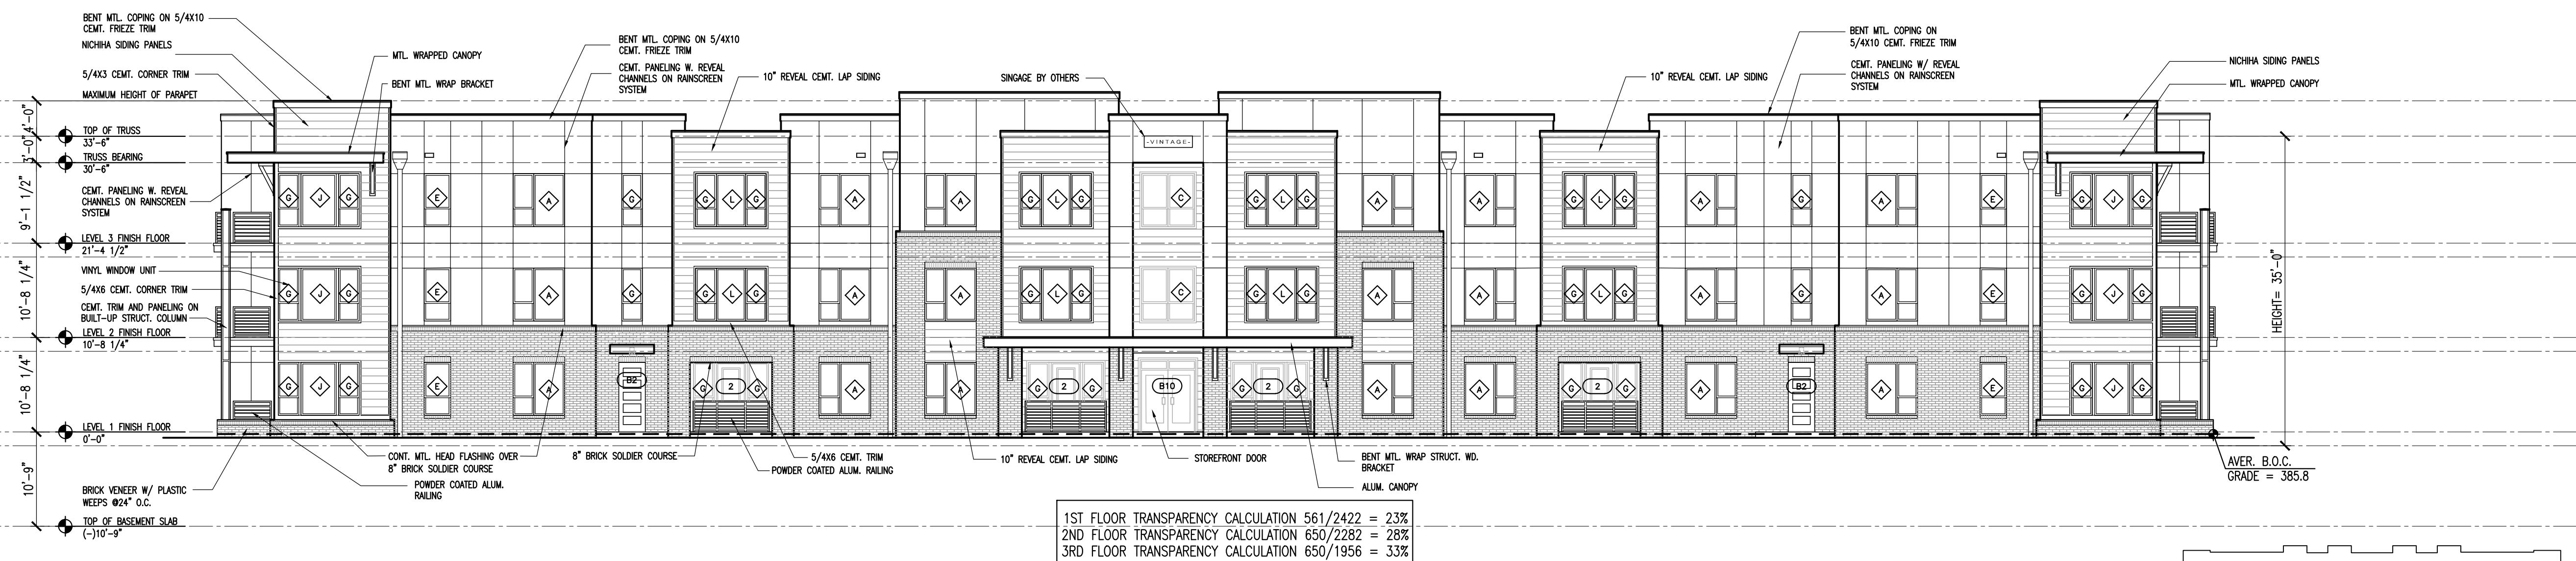 BENT MTL. COPING ON 5/4X10
CEMT. FRIEZE TRIM
NICHIHA SIDING PANELS
5/4X3 CEMT. CORNER TRIM
MAXIMUM HEIGHT OF PARAPET
MTL. WRAPPED CANOPY
BENT MTL. WRAP BRACKET
BENT MTL. COPING ON 5/4X10
CEMT. FRIEZE TRIM
CEMT. PANELING W. REVEAL
CHANNELS ON RAINSCREEN
SYSTEM
10" REVEAL CEMT. LAP SIDING
SINGAGE BY OTHERS
10" REVEAL CEMT. LAP SIDING
BENT MTL. COPING ON
5/4X10 CEMT. FRIEZE TRIM
CEMT. PANELING W/ REVEAL
CHANNELS ON RAINSCREEN
SYSTEM
NICHIHA SIDING PANELS
MTL. WRAPPED CANOPY
4'-0"
TOP OF TRUSS
33'-6"
3'-0"
TRUSS BEARING
30'-6"
-VINTAGE-
CEMT. PANELING W. REVEAL
CHANNELS ON RAINSCREEN
SYSTEM
9'-1 1/2"
G J G E A G G L G A A G L G C G L G A A G L G A G A E G J G
LEVEL 3 FINISH FLOOR
21'-4 1/2"
VINYL WINDOW UNIT
5/4X6 CEMT. CORNER TRIM
CEMT. TRIM AND PANELING ON
BUILT-UP STRUCT. COLUMN
10'-8 1/4"
G J G E A G G L G A A G L G C G L G A A G L G A G A E G J G
LEVEL 2 FINISH FLOOR
10'-8 1/4"
HEIGHT= 35'-0"
10'-8 1/4"
G J G E A B2 G 2 G A A G 2 G B10 G 2 G A A G 2 G A B2 A E G J G
LEVEL 1 FINISH FLOOR
0'-0"
CONT. MTL. HEAD FLASHING OVER
8" BRICK SOLDIER COURSE
8" BRICK SOLDIER COURSE
5/4X6 CEMT. TRIM
POWDER COATED ALUM. RAILING
10" REVEAL CEMT. LAP SIDING
STOREFRONT DOOR
BENT MTL. WRAP STRUCT. WD.
BRACKET
ALUM. CANOPY
AVER. B.O.C.
GRADE = 385.8
10'-9"
BRICK VENEER W/ PLASTIC
WEEPS @24" O.C.
POWDER COATED ALUM.
RAILING
TOP OF BASEMENT SLAB
(-)10'-9"
1ST FLOOR TRANSPARENCY CALCULATION 561/2422 = 23%
2ND FLOOR TRANSPARENCY CALCULATION 650/2282 = 28%
3RD FLOOR TRANSPARENCY CALCULATION 650/1956 = 33%